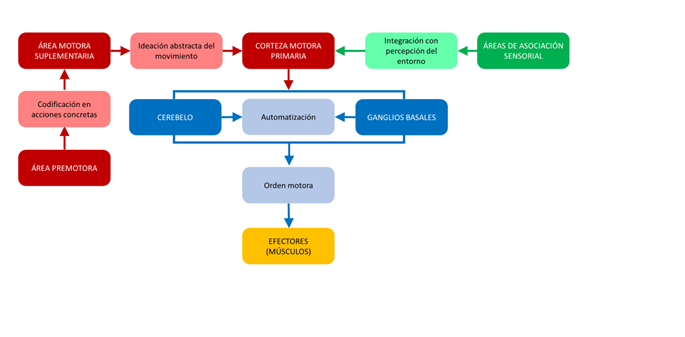 ÁREA MOTORA
SUPLEMENTARIA
Ideación abstracta del
movimiento
CORTEZA MOTORA
PRIMARIA
Integración con
percepción del
entorno
ÁREAS DE ASOCIACIÓN
SENSORIAL
Codificación en
acciones concretas
CEREBELO
Automatización
GANGLIOS BASALES
ÁREA PREMOTORA
Orden motora
EFECTORES
(MÚSCULOS)